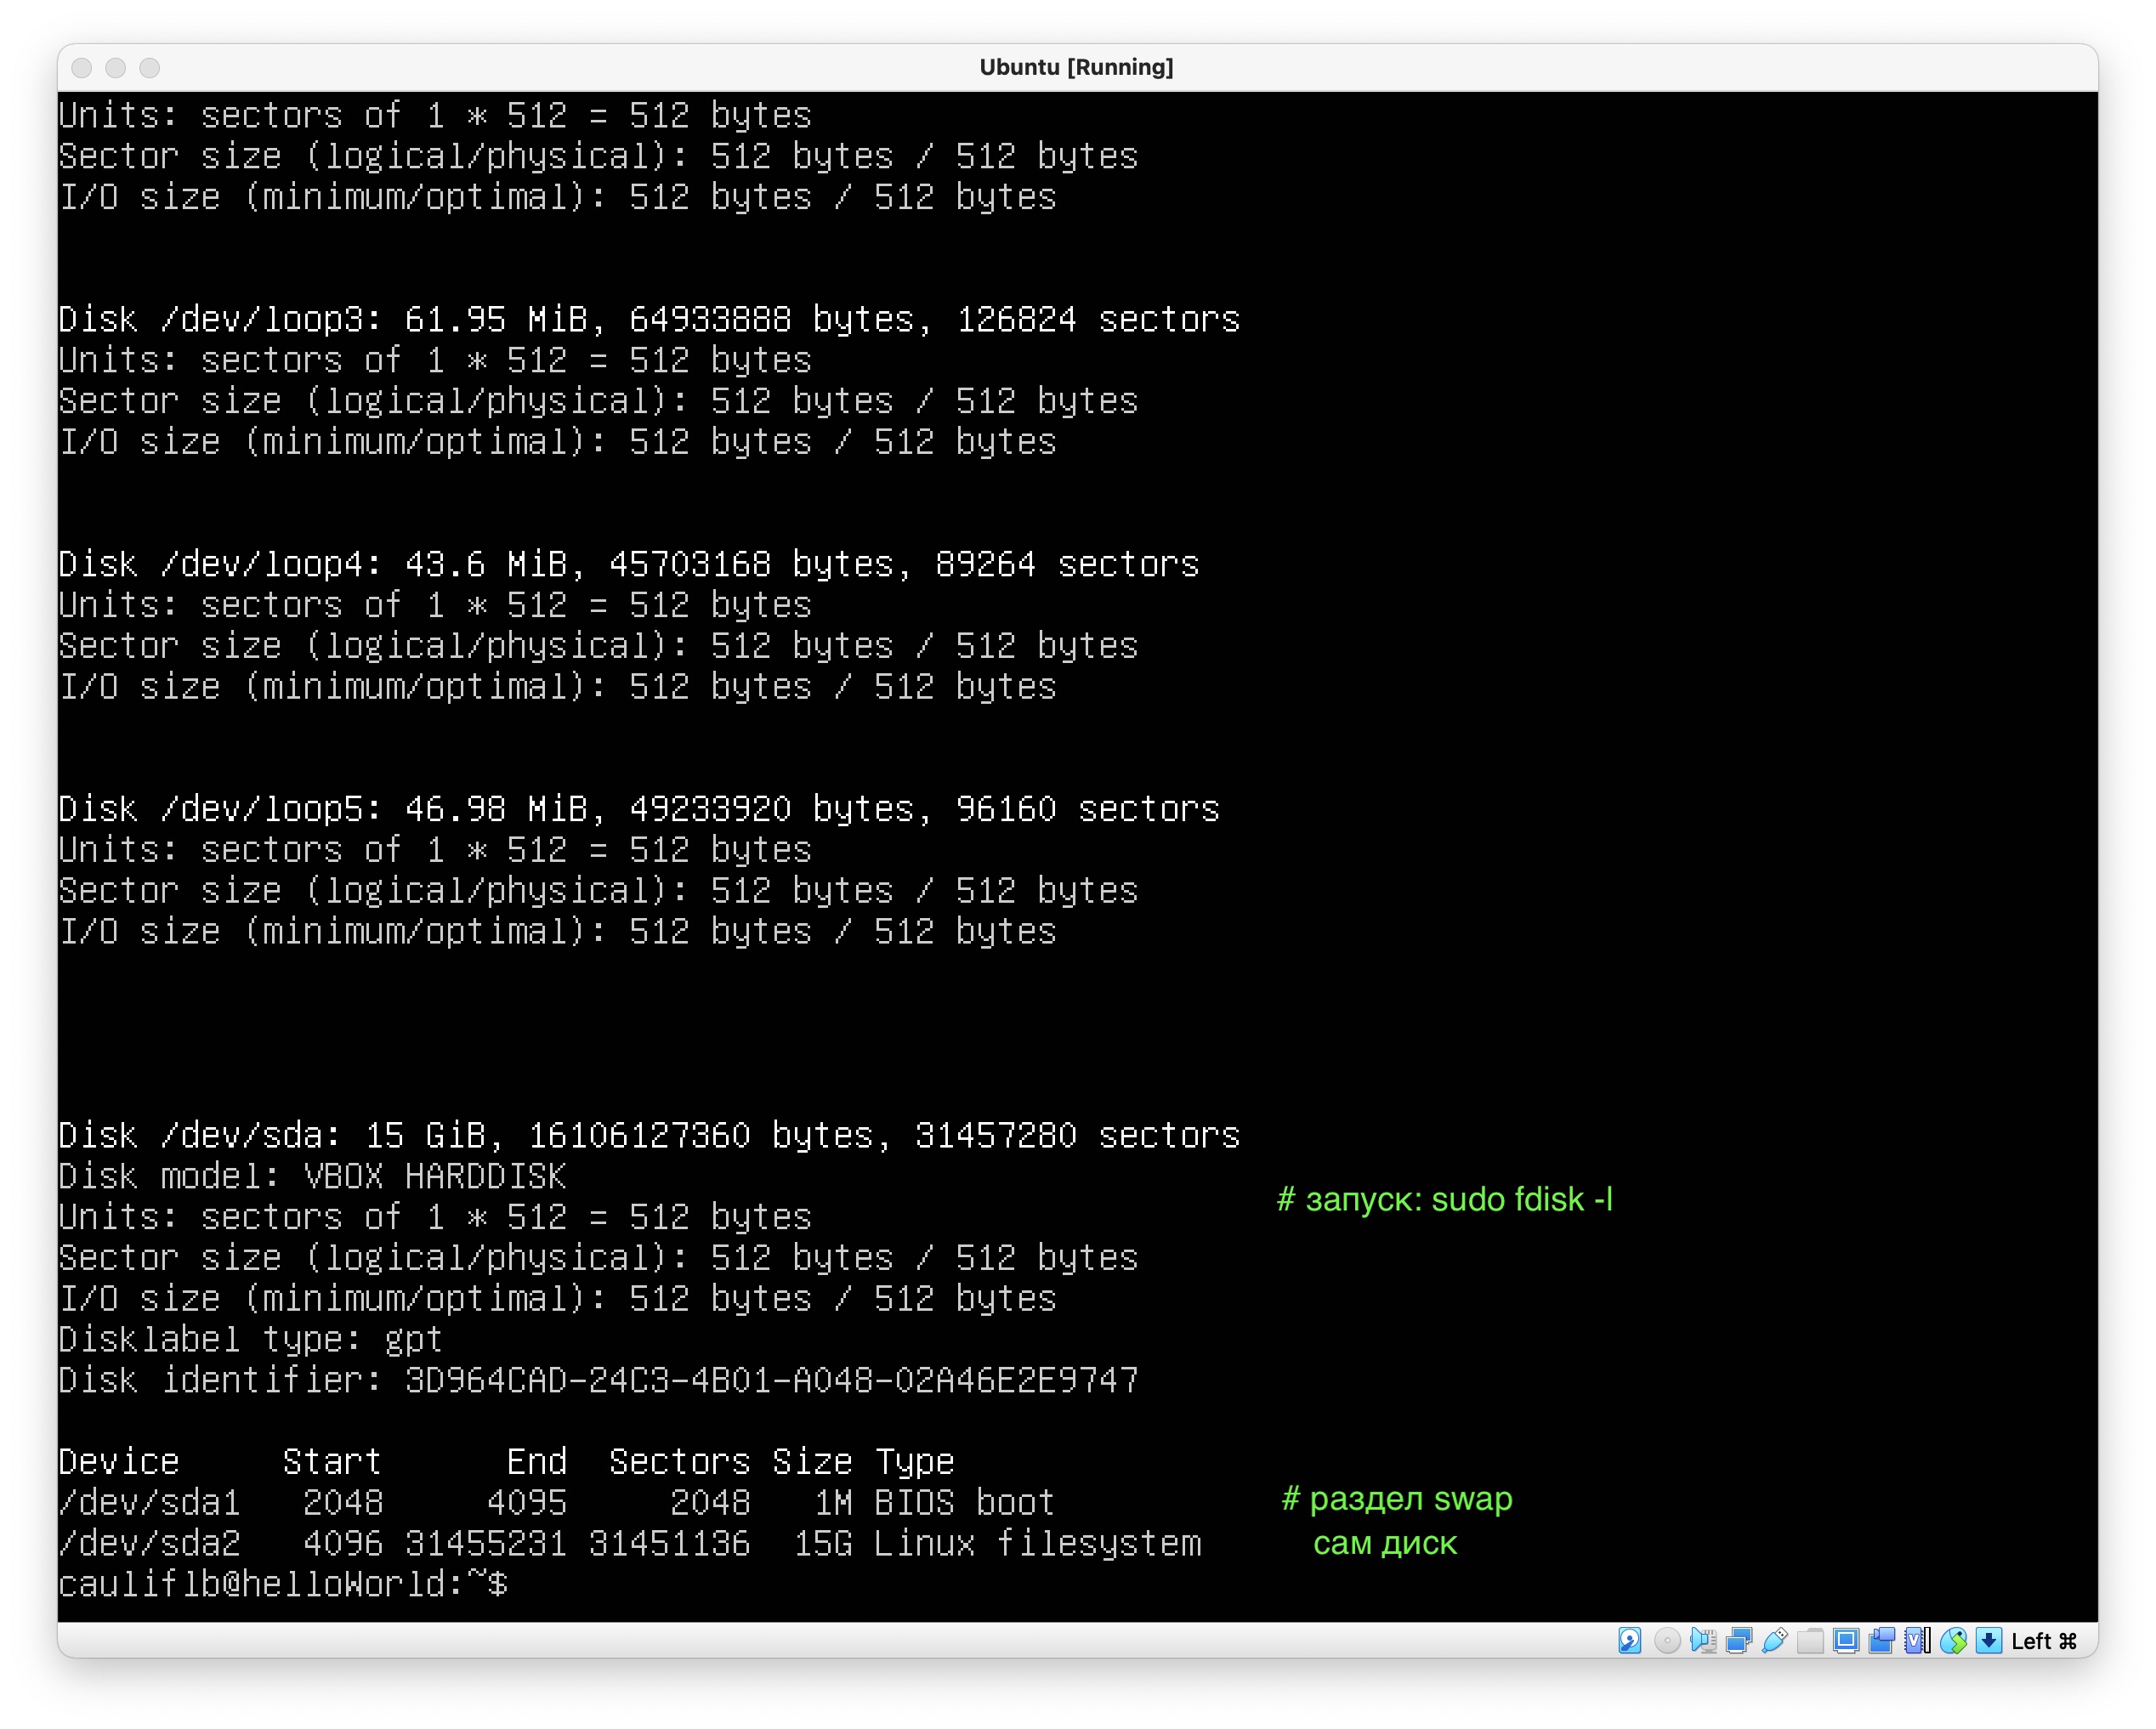 Ubuntu [Running]
Units: sectors of 1 * 512 = 512 bytes
Sector size (logical/physical): 512 bytes / 512 bytes
I/O size (minimum/optimal): 512 bytes / 512 bytes
Disk /dev/loop3: 61.95 MiB, 64933888 bytes, 126824 sectors
Units: sectors of 1 * 512 = 512 bytes
Sector size (logical/physical): 512 bytes / 512 bytes
I/O size (minimum/optimal): 512 bytes / 512 bytes
Disk /dev/loop4: 43.6 MiB, 45703168 bytes, 89264 sectors
Units: sectors of 1 * 512 = 512 bytes
Sector size (logical/physical): 512 bytes / 512 bytes
I/O size (minimum/optimal): 512 bytes / 512 bytes
Disk /dev/loop5: 46.98 MiB, 49233920 bytes, 96160 sectors
Units: sectors of 1 * 512 = 512 bytes
Sector size (logical/physical): 512 bytes / 512 bytes
I/O size (minimum/optimal): 512 bytes / 512 bytes
Disk /dev/sda: 15 GiB, 16106127360 bytes, 31457280 sectors
Disk model: VBOX HARDDISK
# запуск: sudo fdisk -l
Units: sectors of 1 * 512 = 512 bytes
Sector size (logical/physical): 512 bytes / 512 bytes
I/O size (minimum/optimal): 512 bytes / 512 bytes
Disklabel type: gpt
Disk identifier: 3D964CAD-24C3-4B01-A048-02A46E2E9747
Device Start End Sectors Size Type
/dev/sda1 2048 4095 2048 1M BIOS boot # раздел swap
/dev/sda2 4096 31455231 31451136 15G Linux filesystem сам диск
cauliflb@helloWorld:~$
Left ⌘